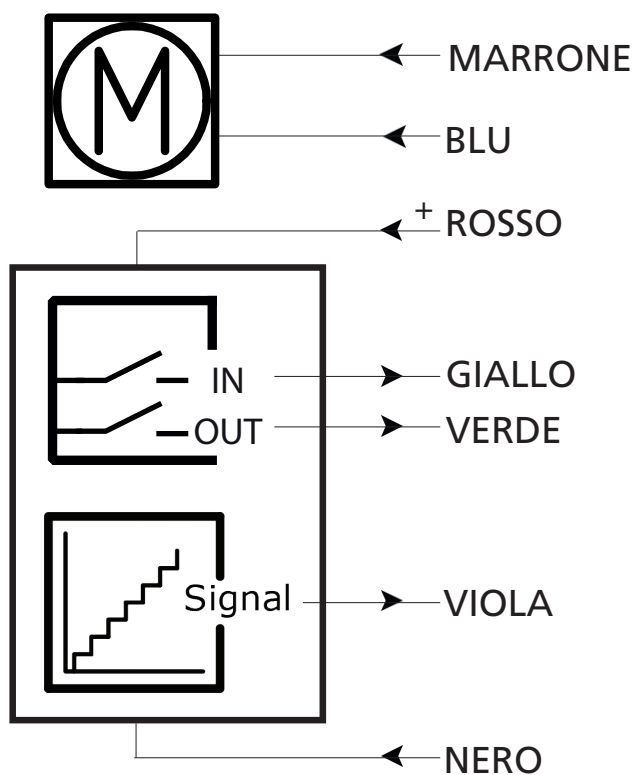 M
MARRONE
BLU
+ ROSSO
IN
GIALLO
OUT
VERDE
Signal
VIOLA
NERO